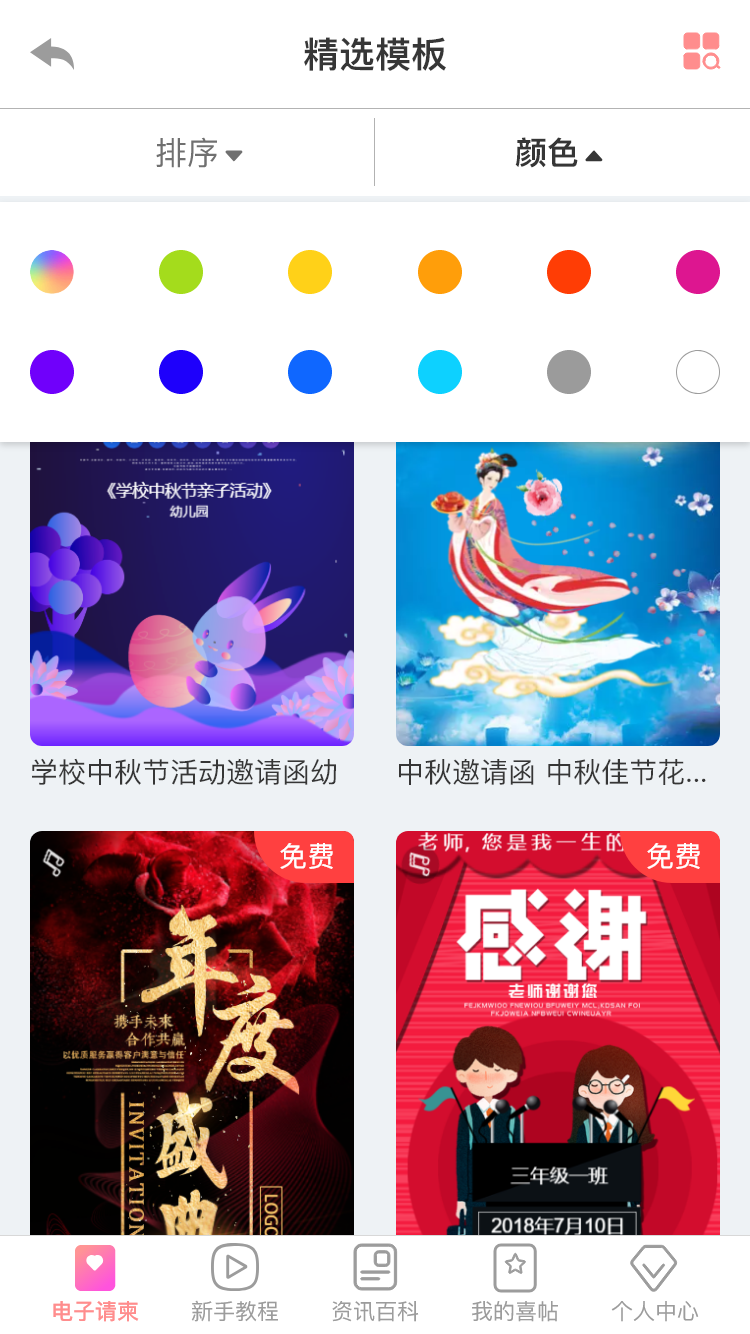 精选模板
排序
颜色
《学校中秋节亲子活动》
幼儿园
学校中秋节活动邀请函幼
中秋邀请函 中秋佳节花...
免费
年度盛典
携手未来
合作共赢
以优质服务赢得客户满意与信任
INVITATION
LOGO
免费
老师,您是我一生的
感谢
老师谢谢您
PEJKMWIOO PNEWIOU BFUWEIY MCL;KDSAN FOI
FKJGWEIA NPBWEUI CWINEUAYR
三年级一班
2018年7月10日
电子请柬
新手教程
资讯百科
我的喜帖
个人中心